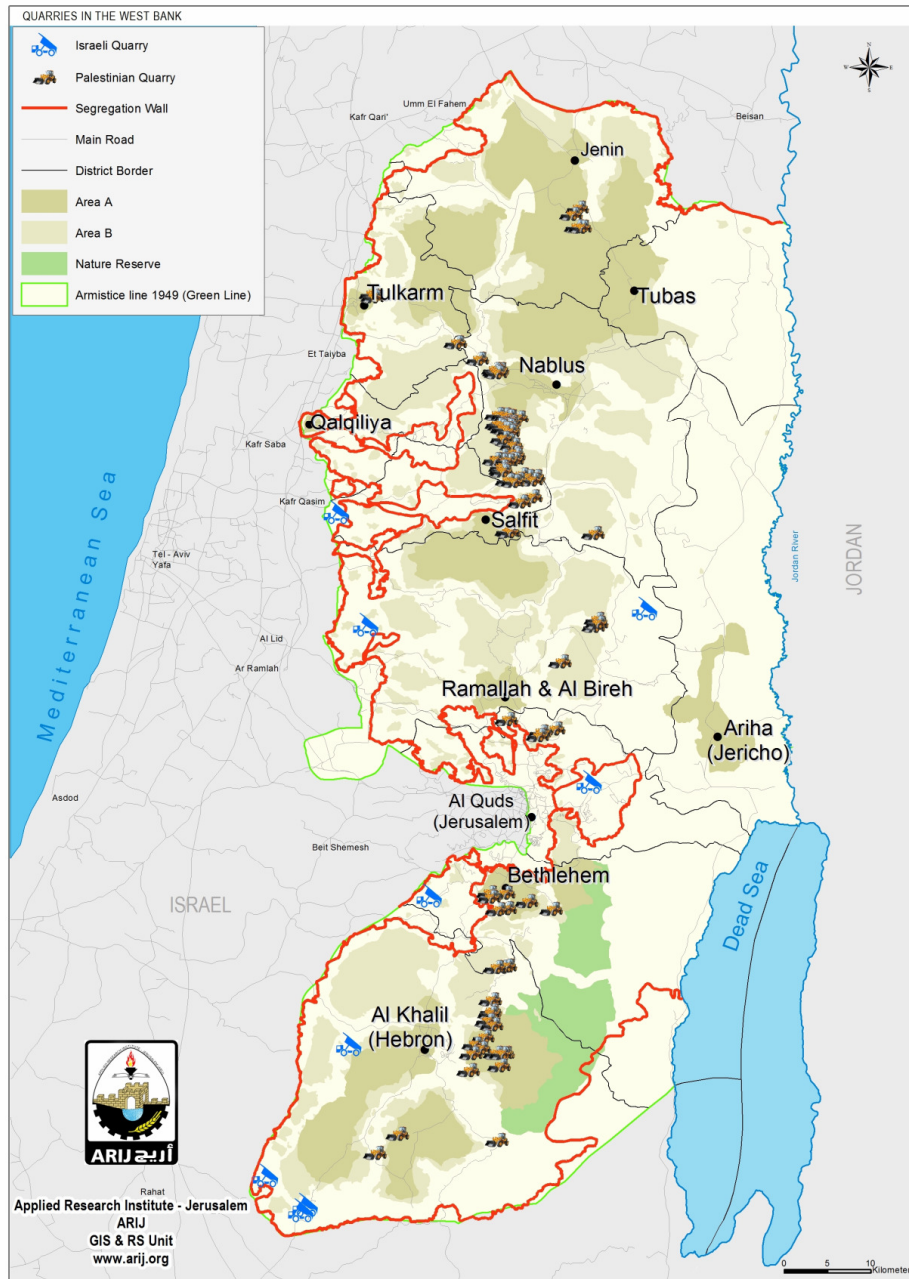 QUARRIES IN THE WEST BANK
Israeli Quarry
Palestinian Quarry
Segregation Wall
Main Road
District Border
Area A
Area B
Nature Reserve
Armistice line 1949 (Green Line)
N
W
E
S
Umm El Fahem
Kafr Qari'
Beisan
Jenin
Tulkarm
Tubas
Et Taiyba
Nablus
Qalqiliya
Kafr Saba
Kafr Qasim
Salfit
Mediterranean Sea
Tel - Aviv
Yafa
Jordan River
JORDAN
Al Lid
Ar Ramlah
Ramallah & Al Bireh
Ariha
(Jericho)
Asdod
Al Quds
(Jerusalem)
Beit Shemesh
Bethlehem
ISRAEL
Dead Sea
Al Khalil
(Hebron)
ARIJ أريج
Rahat
Applied Research Institute - Jerusalem
ARIJ
GIS & RS Unit
www.arij.org
0 5 10
Kilometer